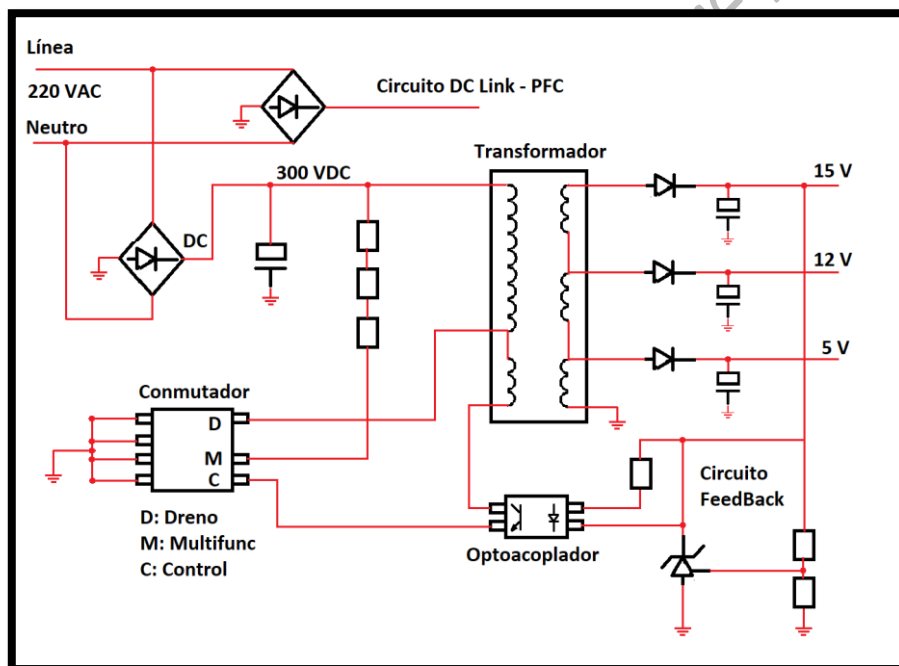 Línea
220 VAC
Neutro
Circuito DC Link - PFC
Transformador
300 VDC
DC
15 V
12 V
5 V
Conmutador
D
M
C
D: Dreno
M: Multifunc
C: Control
Optoacoplador
Circuito
FeedBack